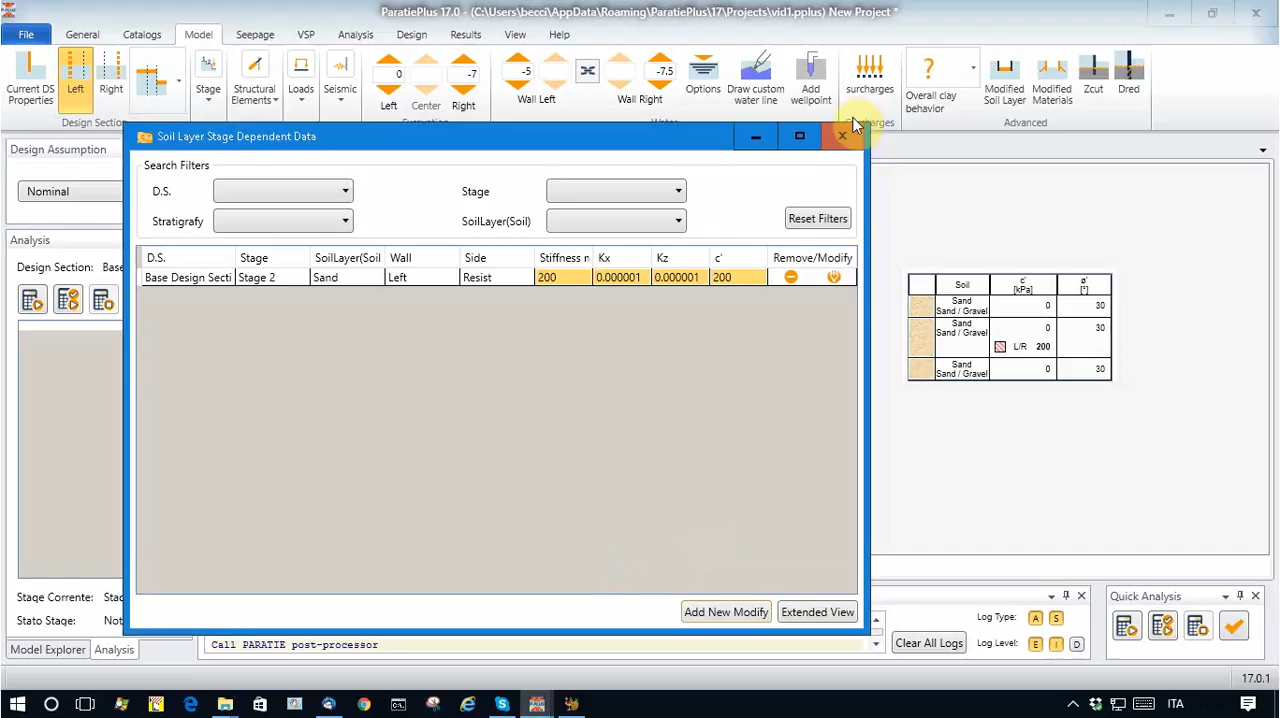 ParatiePlus 17.0 - (C:\Users\becci\AppData\Roaming\ParatiePlus\17\Projects\vid1.pplus) New Project *
File General Catalogs Model Seepage VSP Analysis Design Results View Help
Current DS Properties
Left
Right
Design Section
Stage
Structural Elements
Loads
Seismic
0
-7
Left Center Right
-5
-7.5
Wall Left
Wall Right
Options
Draw custom water line
Add wellpoint
surcharges
Overall clay behavior
Modified Soil Layer
Modified Materials
Zcut
Dred
Advanced
Design Assumption
Nominal
Analysis
Design Section: Base
Stage Corrente: Stag
Stato Stage: Not
Model Explorer Analysis
Soil Layer Stage Dependent Data
Search Filters
D.S.
Stage
Stratigrafy
SoilLayer(Soil)
Reset Filters
D.S. Stage SoilLayer(Soil Wall Side Stiffness n Kx Kz c' Remove/Modify
Base Design Secti Stage 2 Sand Left Resist 200 0.000001 0.000001 200
Add New Modify
Extended View
Soil c' [kPa] ø' [°]
Sand Sand / Gravel 0 30
Sand Sand / Gravel 0 30
L/R 200
Sand Sand / Gravel 0 30
Call PARATIE post-processor
Clear All Logs
Log Type: A S
Log Level: E I D
Quick Analysis
17.0.1
ITA